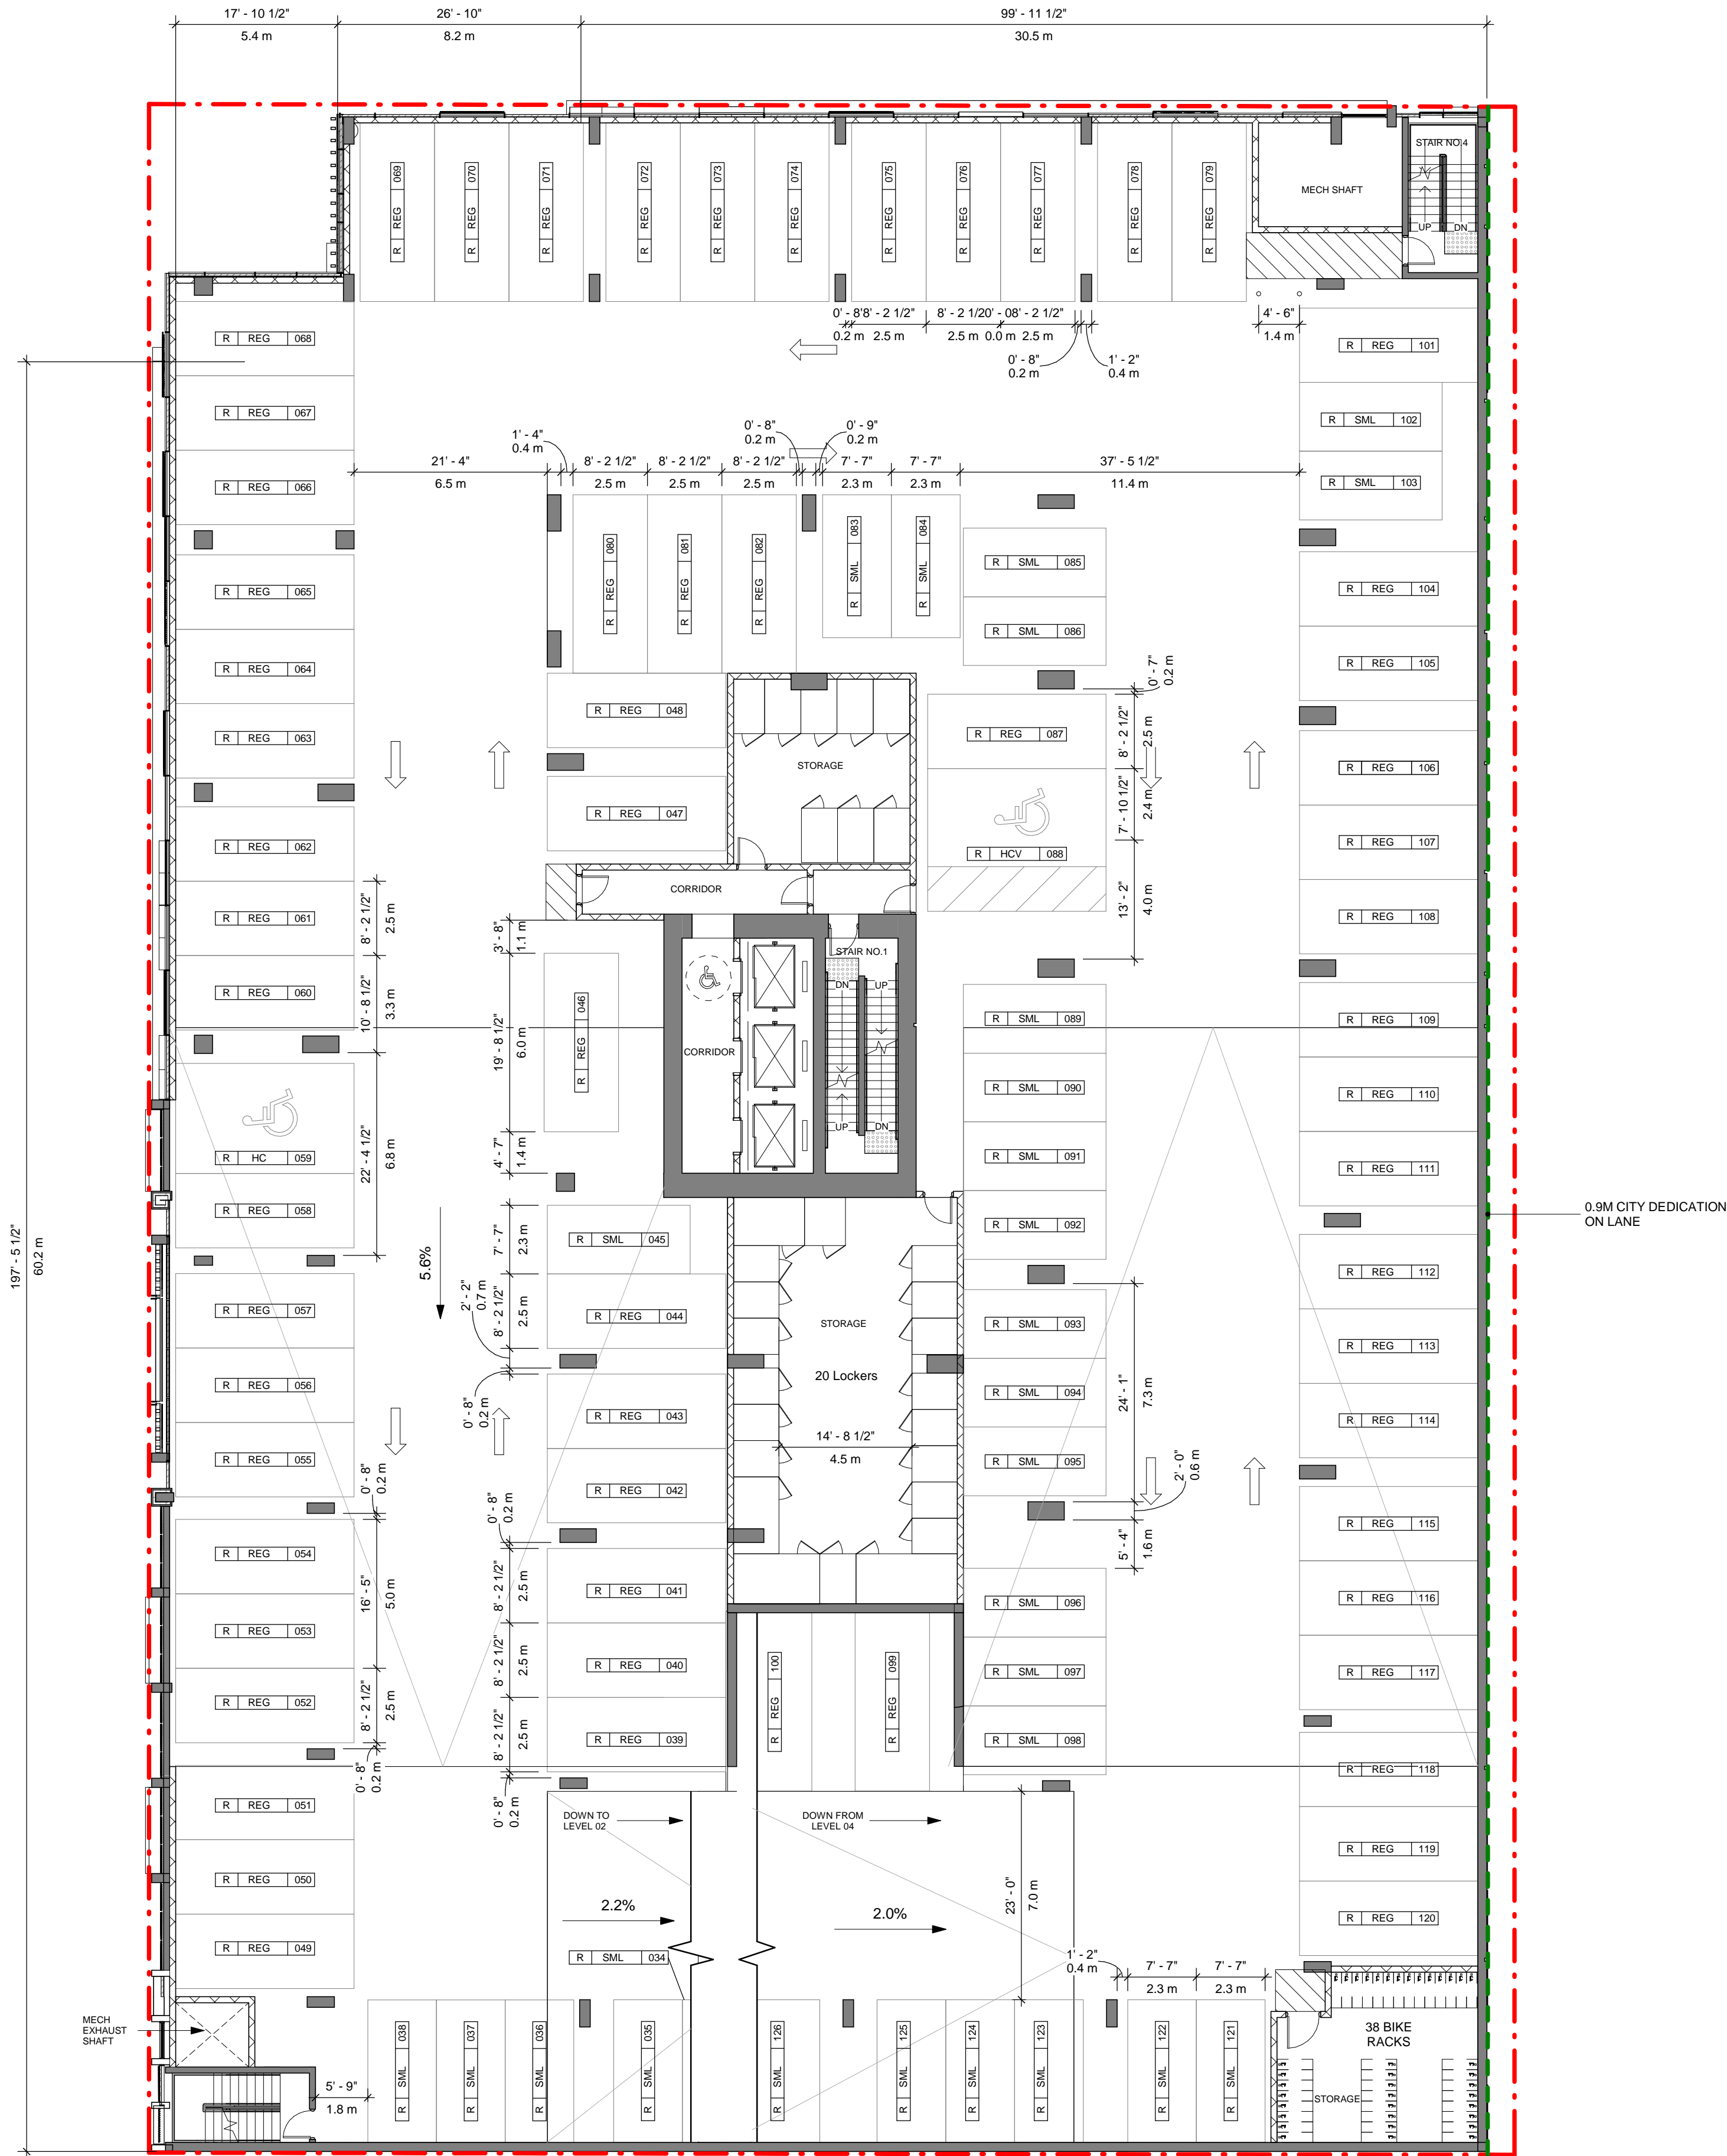 17' - 10 1/2"
5.4 m
26' - 10"
8.2 m
99' - 11 1/2"
30.5 m
R REG 069
R REG 070
R REG 071
R REG 072
R REG 073
R REG 074
R REG 075
R REG 076
R REG 077
R REG 078
R REG 079
MECH SHAFT
STAIR NO.4
UP
DN
0' - 8"
8' - 2 1/2"
8' - 2 1/2"
0' - 0
8' - 2 1/2"
0.2 m
2.5 m
2.5 m
0.0 m
2.5 m
0' - 8"
0.2 m
1' - 2"
0.4 m
4' - 6"
1.4 m
R REG 068
R REG 067
R REG 066
R REG 065
R REG 064
R REG 063
R REG 062
R REG 061
R REG 060
R HC 059
R REG 058
R REG 057
R REG 056
R REG 055
R REG 054
R REG 053
R REG 052
R REG 051
R REG 050
R REG 049
197' - 5 1/2"
60.2 m
21' - 4"
6.5 m
1' - 4"
0.4 m
8' - 2 1/2"
2.5 m
8' - 2 1/2"
2.5 m
8' - 2 1/2"
2.5 m
0' - 8"
0.2 m
0' - 9"
0.2 m
7' - 7"
2.3 m
7' - 7"
2.3 m
37' - 5 1/2"
11.4 m
R REG 080
R REG 081
R REG 082
R SML 083
R SML 084
R SML 085
R SML 086
R REG 048
R REG 047
STORAGE
CORRIDOR
R REG 087
R HCV 088
0' - 7"
0.2 m
8' - 2 1/2"
2.5 m
7' - 10 1/2"
2.4 m
13' - 2"
4.0 m
8' - 2 1/2"
2.5 m
10' - 8 1/2"
3.3 m
22' - 4 1/2"
6.8 m
3' - 8"
1.1 m
19' - 8 1/2"
6.0 m
4' - 7"
1.4 m
R REG 046
CORRIDOR
STAIR NO.1
DN
UP
UP
DN
5.6%
7' - 7"
2.3 m
2' - 2"
0.7 m
8' - 2 1/2"
2.5 m
0' - 8"
0.2 m
R SML 045
R REG 044
R REG 043
R REG 042
R REG 041
R REG 040
R REG 039
STORAGE
20 Lockers
14' - 8 1/2"
4.5 m
R SML 089
R SML 090
R SML 091
R SML 092
R SML 093
R SML 094
R SML 095
R SML 096
R SML 097
R SML 098
24' - 1"
7.3 m
2' - 0"
0.6 m
5' - 4"
1.6 m
0' - 8"
0.2 m
16' - 5"
5.0 m
8' - 2 1/2"
2.5 m
0' - 8"
0.2 m
0' - 8"
0.2 m
8' - 2 1/2"
2.5 m
8' - 2 1/2"
2.5 m
8' - 2 1/2"
2.5 m
0' - 8"
0.2 m
R REG 100
R REG 099
R REG 101
R SML 102
R SML 103
R REG 104
R REG 105
R REG 106
R REG 107
R REG 108
R REG 109
R REG 110
R REG 111
R REG 112
R REG 113
R REG 114
R REG 115
R REG 116
R REG 117
R REG 118
R REG 119
R REG 120
0.9M CITY DEDICATION
ON LANE
DOWN TO
LEVEL 02
DOWN FROM
LEVEL 04
2.2%
2.0%
23' - 0"
7.0 m
R SML 034
1' - 2"
0.4 m
7' - 7"
2.3 m
7' - 7"
2.3 m
MECH
EXHAUST
SHAFT
5' - 9"
1.8 m
R SML 038
R SML 037
R SML 036
R SML 035
R SML 126
R SML 125
R SML 124
R SML 123
R SML 122
R SML 121
38 BIKE
RACKS
STORAGE